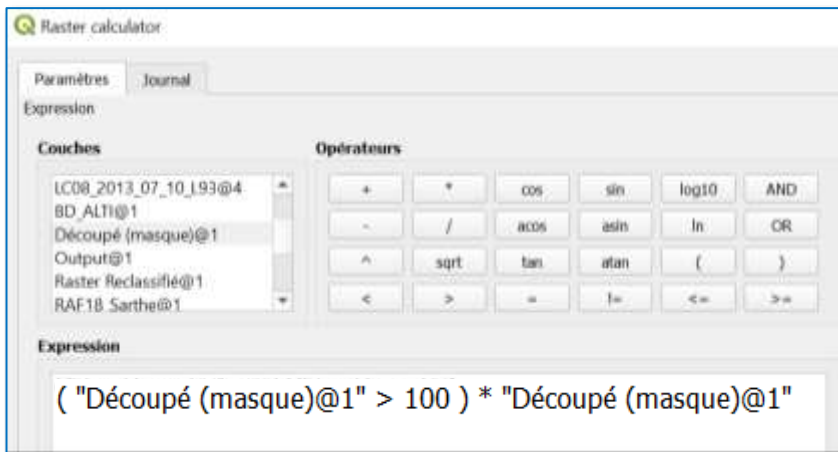 Raster calculator
Paramètres Journal
Expression
Couches Opérateurs
LC08_2013_07_10_L93@4
BD_ALTI@1
Découpé (masque)@1
Output@1
Raster Reclassifié@1
RAF18_Sarthe@1
+ * cos sin log10 AND
- / acos asin ln OR
^ sqrt tan atan ( )
< > = != <= >=
Expression
( "Découpé (masque)@1" > 100 ) * "Découpé (masque)@1"